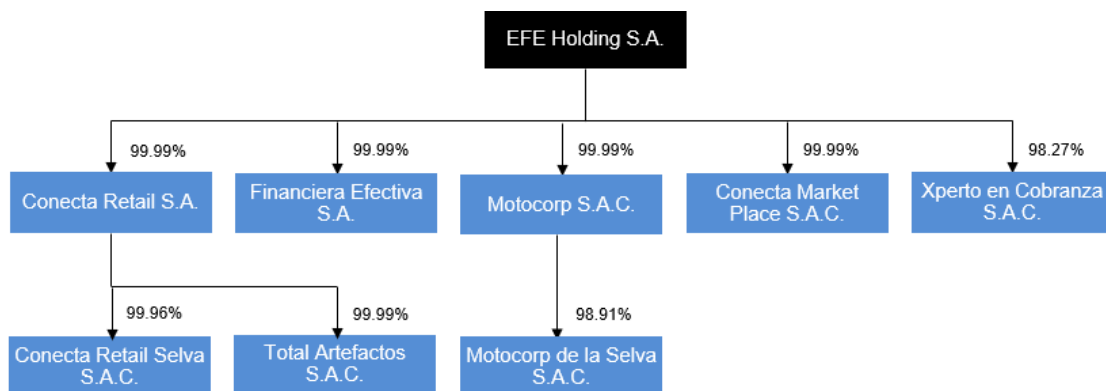 EFE Holding S.A.
99.99%
99.99%
99.99%
99.99%
98.27%
Conecta Retail S.A.
Financiera Efectiva
S.A.
Motocorp S.A.C.
Conecta Market
Place S.A.C.
Xperto en Cobranza
S.A.C.
99.96%
99.99%
98.91%
Conecta Retail Selva
S.A.C.
Total Artefactos
S.A.C.
Motocorp de la Selva
S.A.C.